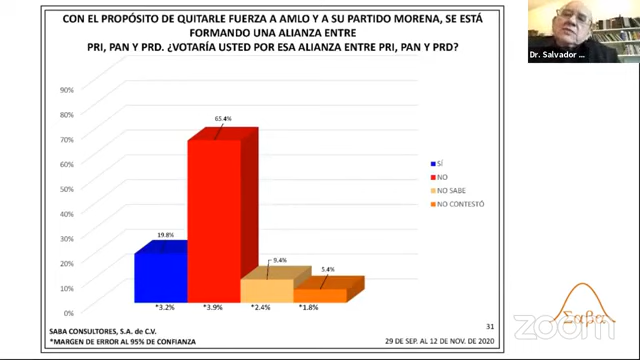 CON EL PROPÓSITO DE QUITARLE FUERZA A AMLO Y A SU PARTIDO MORENA, SE ESTÁ
FORMANDO UNA ALIANZA ENTRE
PRI, PAN Y PRD. ¿VOTARÍA USTED POR ESA ALIANZA ENTRE PRI, PAN Y PRD?
Dr. Salvador ...
90%
80%
70%
60%
50%
40%
30%
20%
10%
0%
19.8%
65.4%
9.4%
5.4%
*3.2%
*3.9%
*2.4%
*1.8%
SÍ
NO
NO SABE
NO CONTESTÓ
SABA CONSULTORES, S.A. de C.V.
*MARGEN DE ERROR AL 95% DE CONFIANZA
31
29 DE SEP. AL 12 DE NOV. DE 2020
Σαβα
zoom